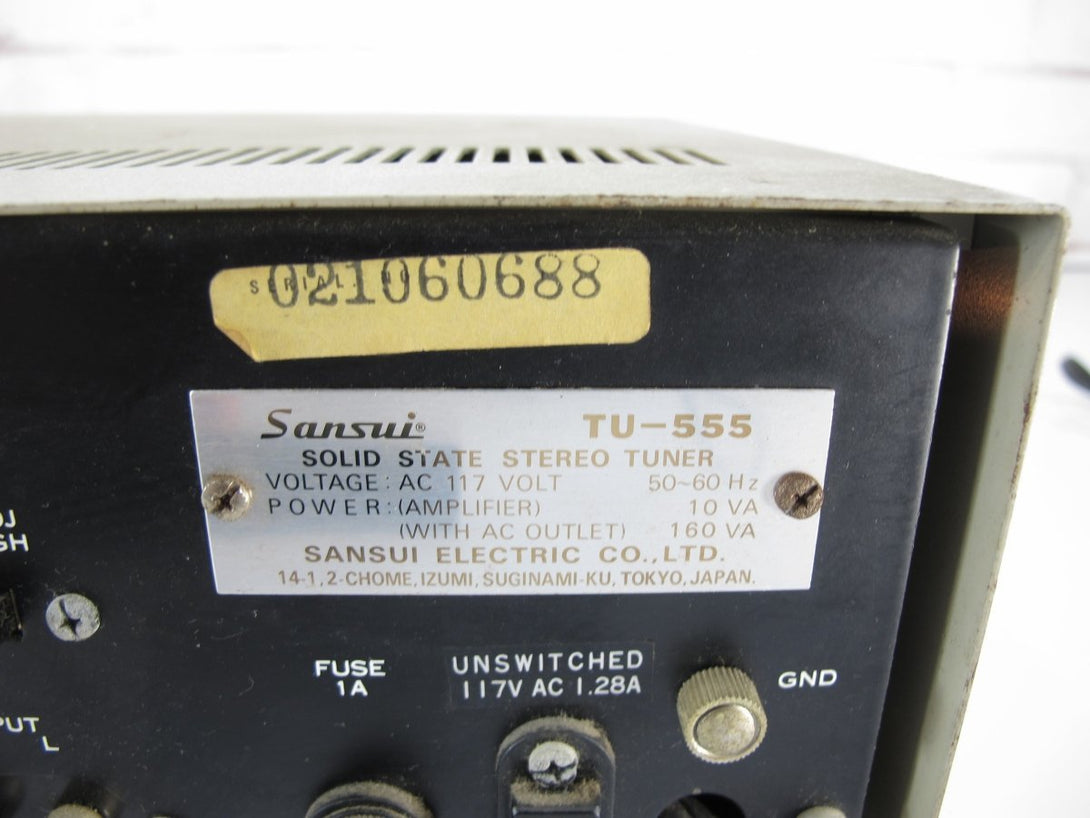 SERIAL NO
021060688
Sansui® TU-555
SOLID STATE STEREO TUNER
VOLTAGE: AC 117 VOLT 50~60 Hz
POWER: (AMPLIFIER) 10 VA
(WITH AC OUTLET) 160 VA
SANSUI ELECTRIC CO.,LTD.
14-1, 2-CHOME, IZUMI, SUGINAMI-KU, TOKYO, JAPAN.
FUSE
1A
UNSWITCHED
117V AC 1.28A
GND
L